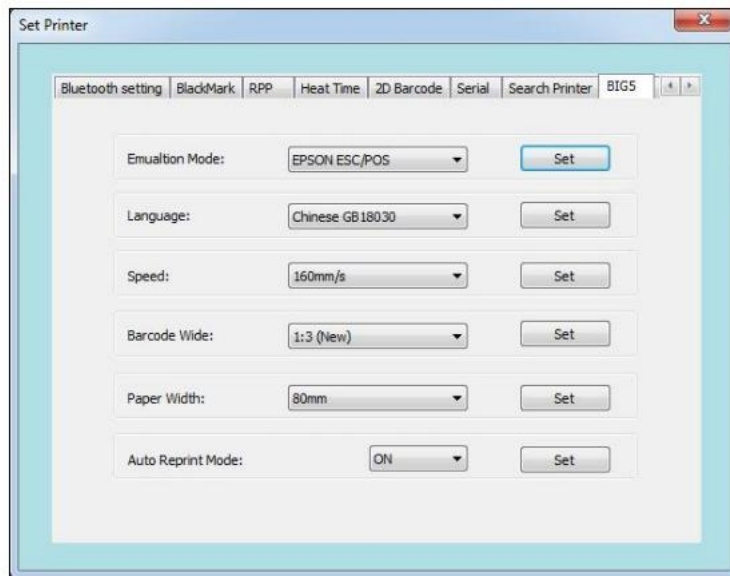 Set Printer
Bluetooth setting BlackMark RPP Heat Time 2D Barcode Serial Search Printer BIG5
Emualtion Mode: EPSON ESC/POS Set
Language: Chinese GB18030 Set
Speed: 160mm/s Set
Barcode Wide: 1:3 (New) Set
Paper Width: 80mm Set
Auto Reprint Mode: ON Set